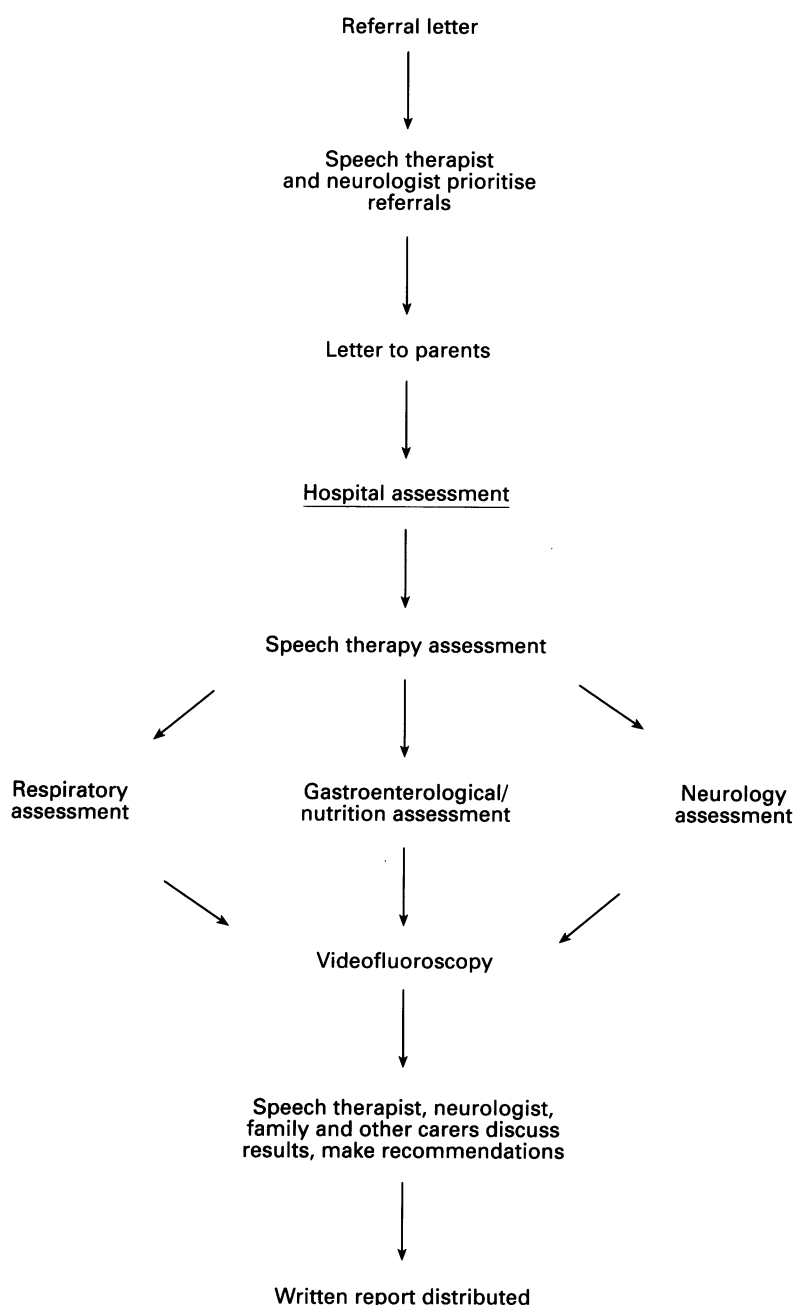 Referral letter
Speech therapist
and neurologist prioritise
referrals
Letter to parents
Hospital assessment
Speech therapy assessment
Respiratory
assessment
Gastroenterological/
nutrition assessment
Neurology
assessment
Videofluoroscopy
Speech therapist, neurologist,
family and other carers discuss
results, make recommendations
Written report distributed